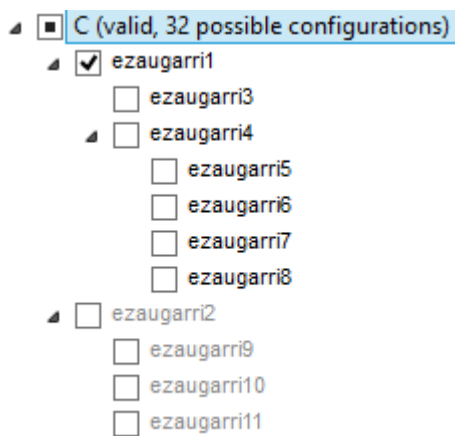 C (valid, 32 possible configurations)
ezaugarri1
ezaugarri3
ezaugarri4
ezaugarri5
ezaugarri6
ezaugarri7
ezaugarri8
ezaugarri2
ezaugarri9
ezaugarri10
ezaugarri11